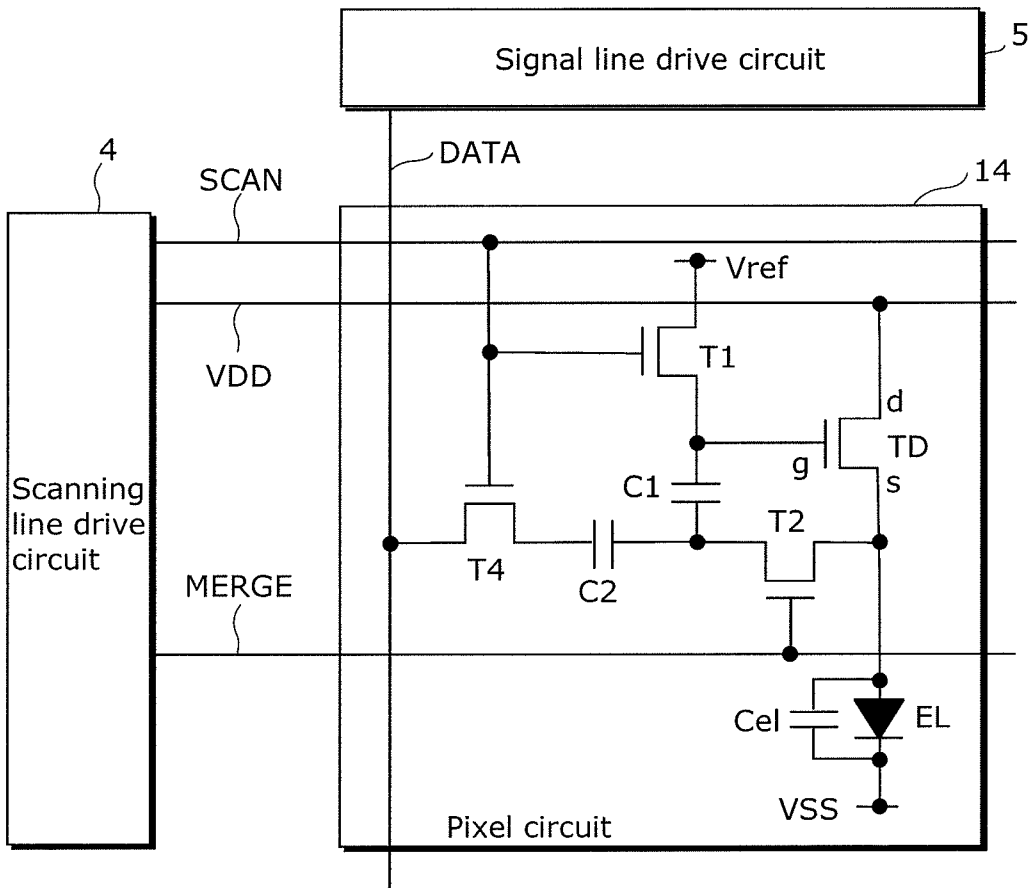 5
Signal line drive circuit
4
DATA
14
SCAN
Vref
T1
VDD
d
TD
g
s
C1
Scanning
line drive
circuit
T2
T4
C2
MERGE
Cel
EL
VSS
Pixel circuit